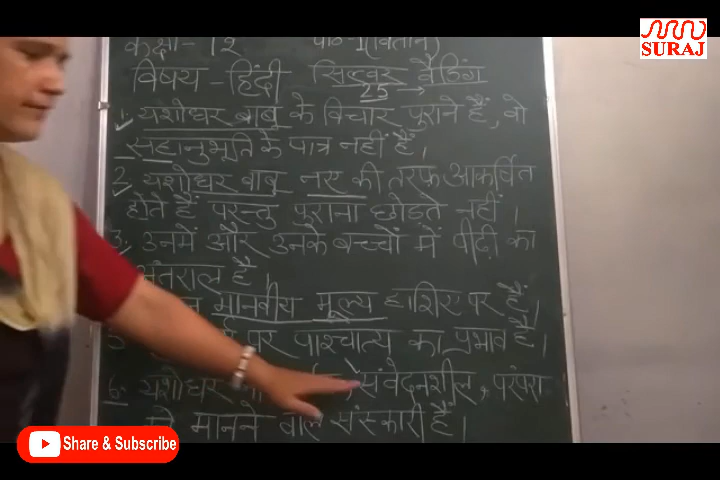 कक्षा-12 पाठ-1(वितान)
SURAJ
विषय-हिंदी सिल्वर वैडिंग
25 →
1. यशोधर बाबू के विचार पुराने हैं, वो
सहानुभूति के पात्र नहीं हैं।
2. यशोधर बाबू नए की तरफ आकर्षित
होते हैं परन्तु पुराना छोडते नहीं।
3. उनमें और उनके बच्चों में पीढ़ी का
अंतराल है।
मानवीय मूल्य हाशिए पर हैं।
5 पर पाश्चात्य का प्रभाव है।
6. यशोधर संवेदनशील, परंपरा
मानने वाले संस्कारी हैं।
Share & Subscribe